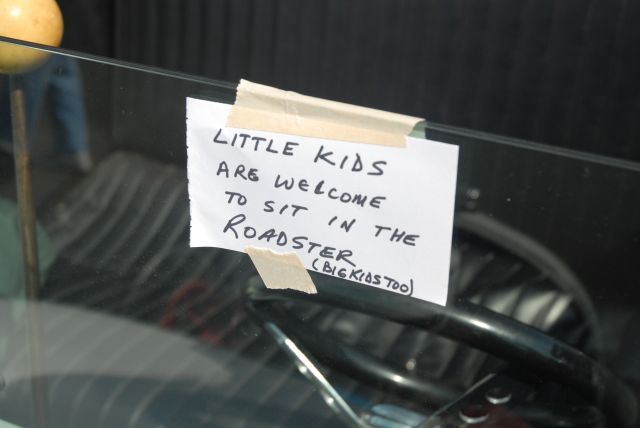 LITTLE KIDS
ARE WELCOME
TO SIT IN THE
ROADSTER
(BIG KIDS TOO)